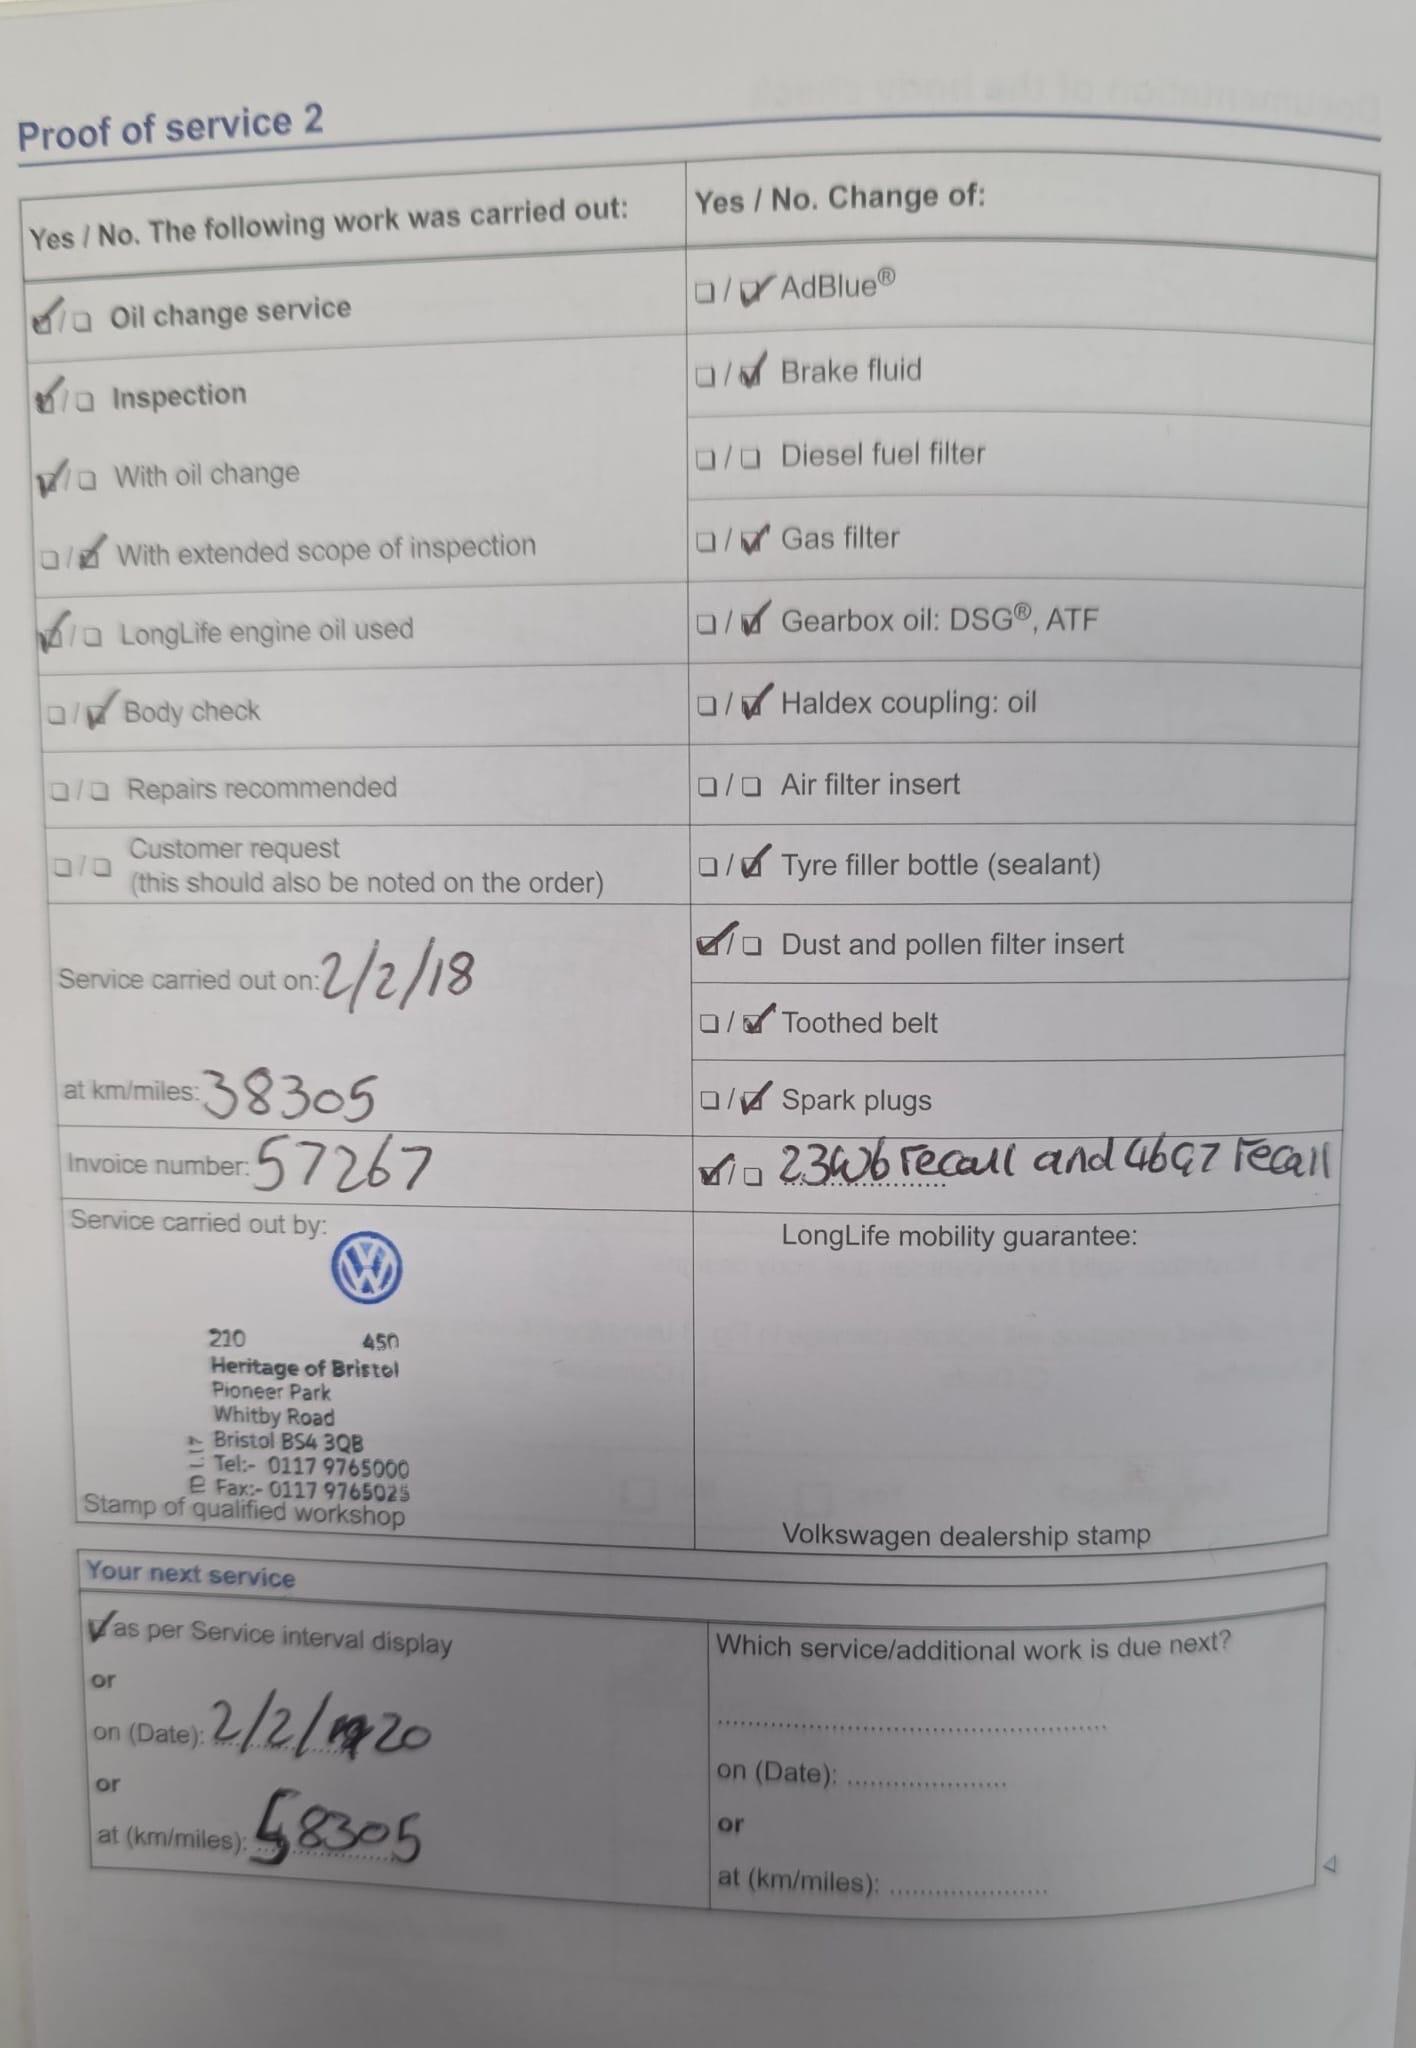 Proof of service 2
Yes / No. The following work was carried out:
Oil change service
Inspection
With oil change
With extended scope of inspection
LongLife engine oil used
Body check
Repairs recommended
Customer request
(this should also be noted on the order)
Service carried out on: 2/2/18
at km/miles: 38305
Invoice number: 57267
Service carried out by:
210 450
Heritage of Bristol
Pioneer Park
Whitby Road
Bristol BS4 3QB
Tel:- 0117 9765000
Fax:- 0117 9765025
Stamp of qualified workshop
Yes / No. Change of:
AdBlue®
Brake fluid
Diesel fuel filter
Gas filter
Gearbox oil: DSG®, ATF
Haldex coupling: oil
Air filter insert
Tyre filler bottle (sealant)
Dust and pollen filter insert
Toothed belt
Spark plugs
recall and recall
LongLife mobility guarantee:
Volkswagen dealership stamp
Your next service
as per Service interval display
or
on (Date): 2/2/20
or
at (km/miles): 58305
Which service/additional work is due next?
on (Date):
or
at (km/miles):